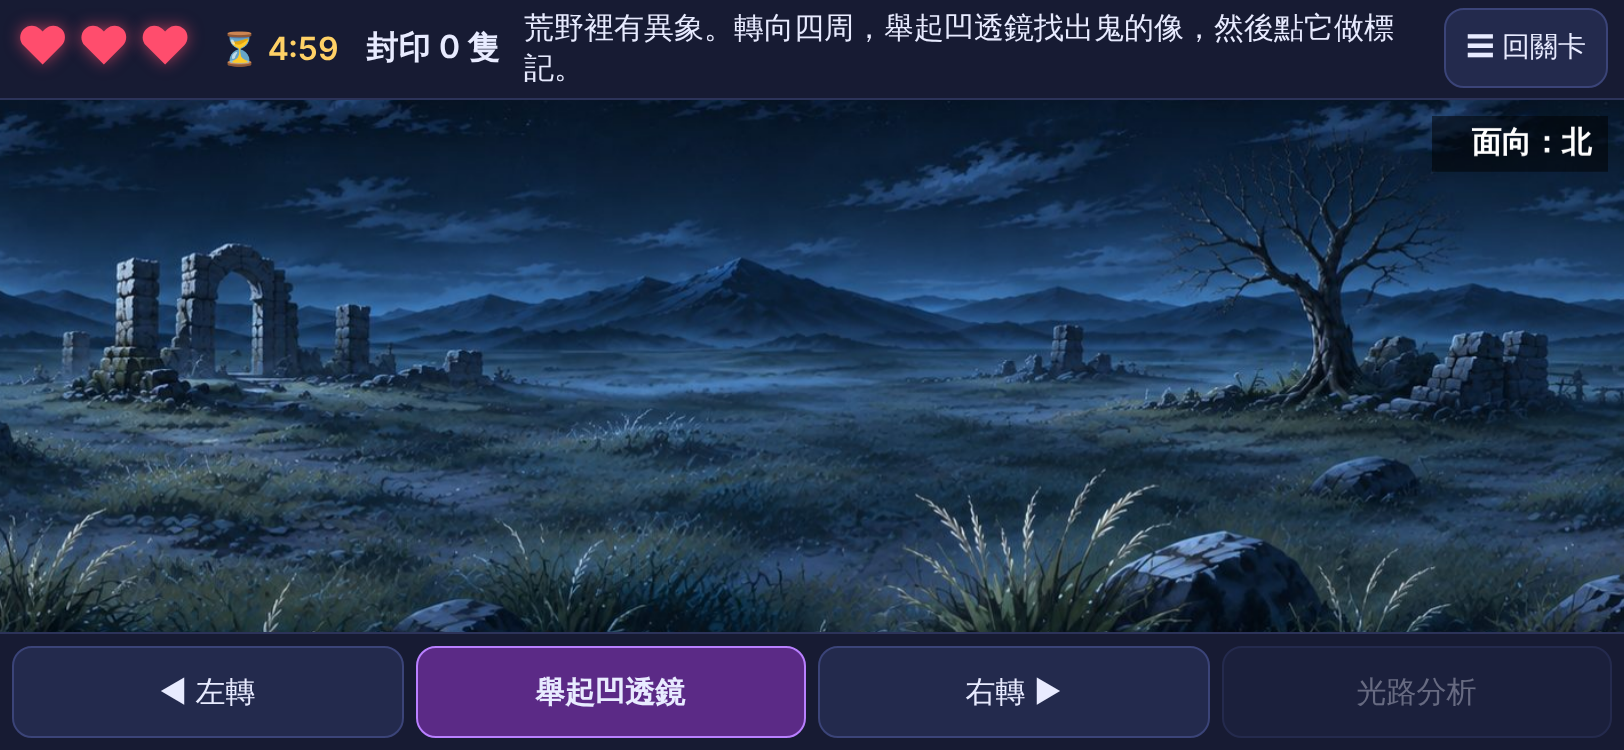 4:59
封印 0 隻
荒野裡有異象。轉向四周，舉起凹透鏡找出鬼的像，然後點它做標
記。
☰ 回關卡
面向：北
◀ 左轉
舉起凹透鏡
右轉 ▶
光路分析